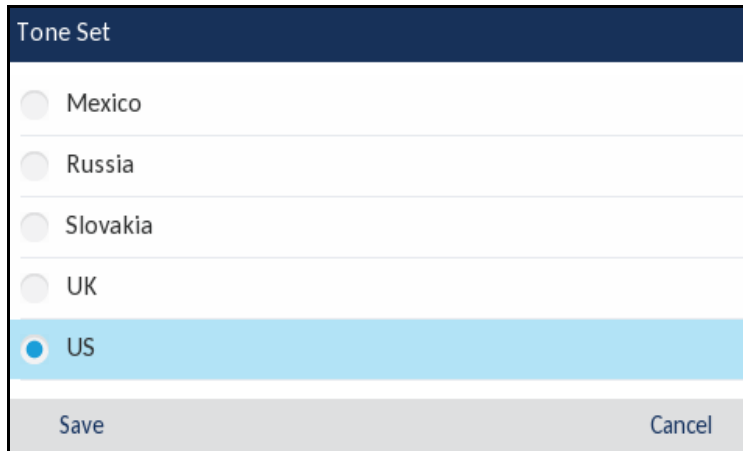 Tone Set
Mexico
Russia
Slovakia
UK
US
Save Cancel